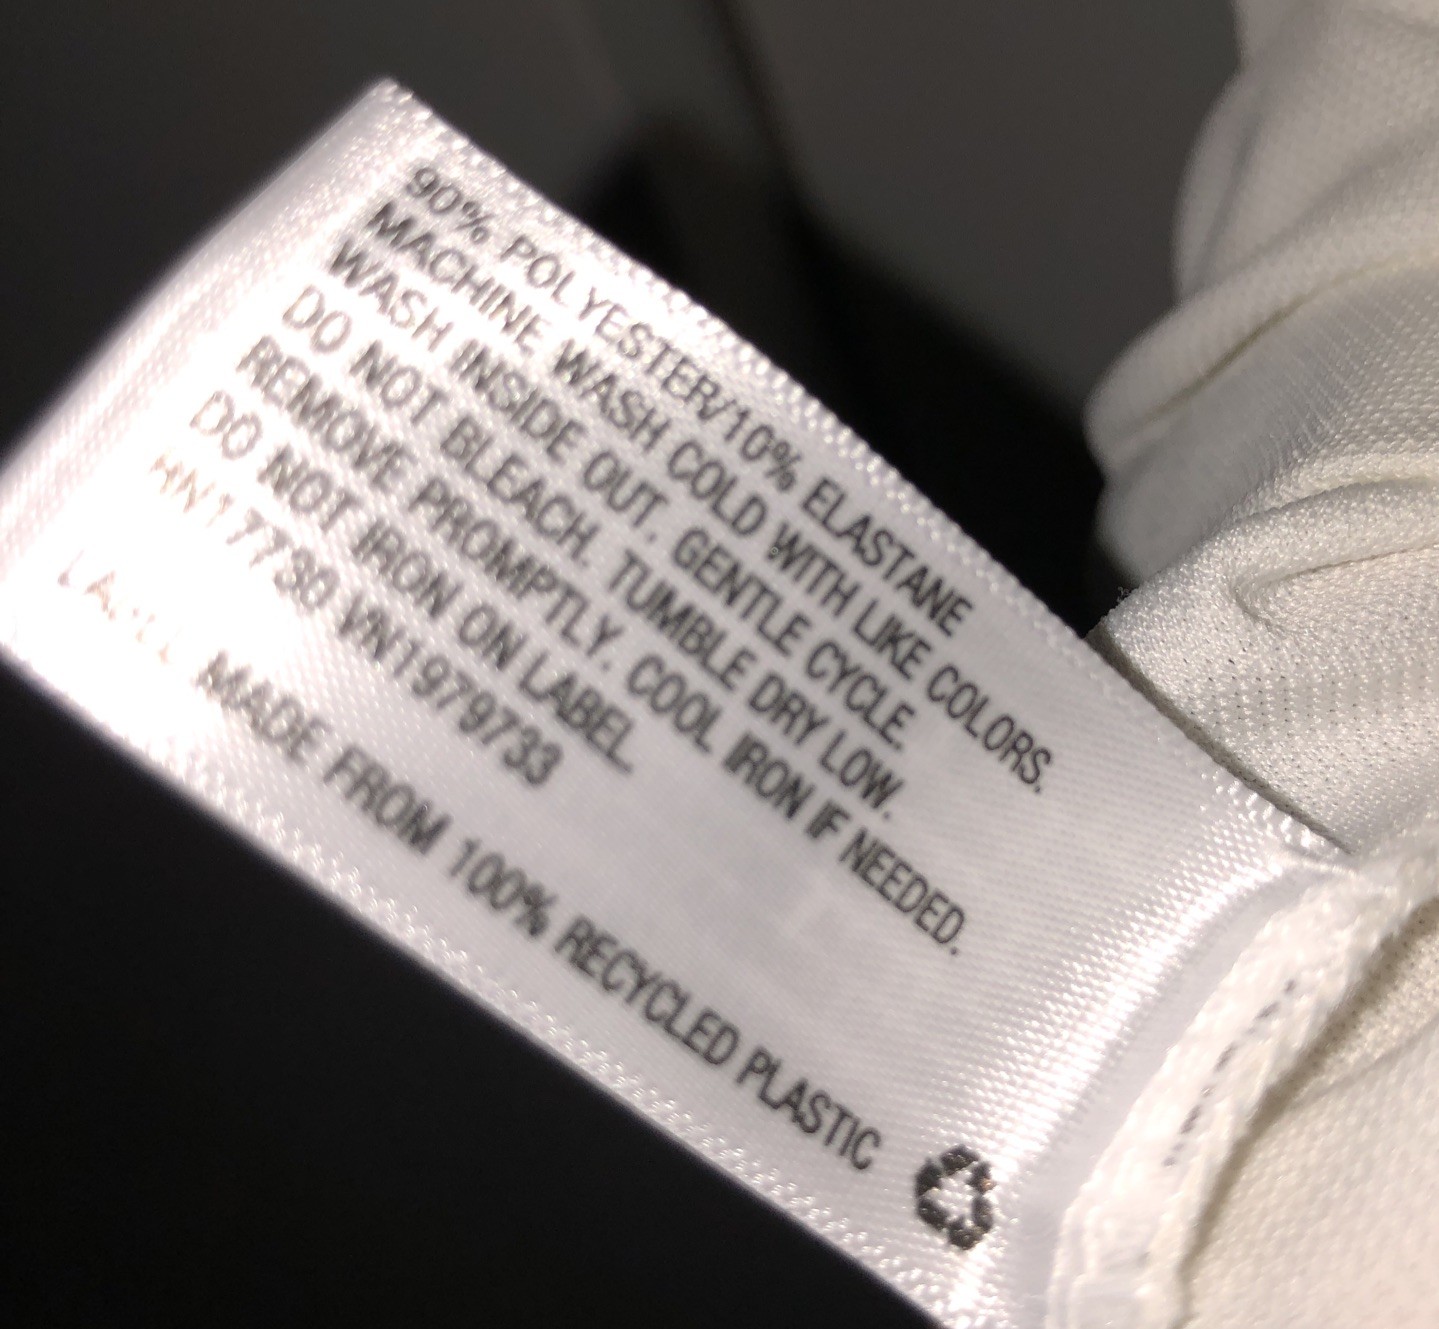 90% POLYESTER/10% ELASTANE
MACHINE WASH COLD WITH LIKE COLORS.
WASH INSIDE OUT. GENTLE CYCLE.
DO NOT BLEACH. TUMBLE DRY LOW.
REMOVE PROMPTLY. COOL IRON IF NEEDED.
DO NOT IRON ON LABEL.
VN1979733
MADE FROM 100% RECYCLED PLASTIC